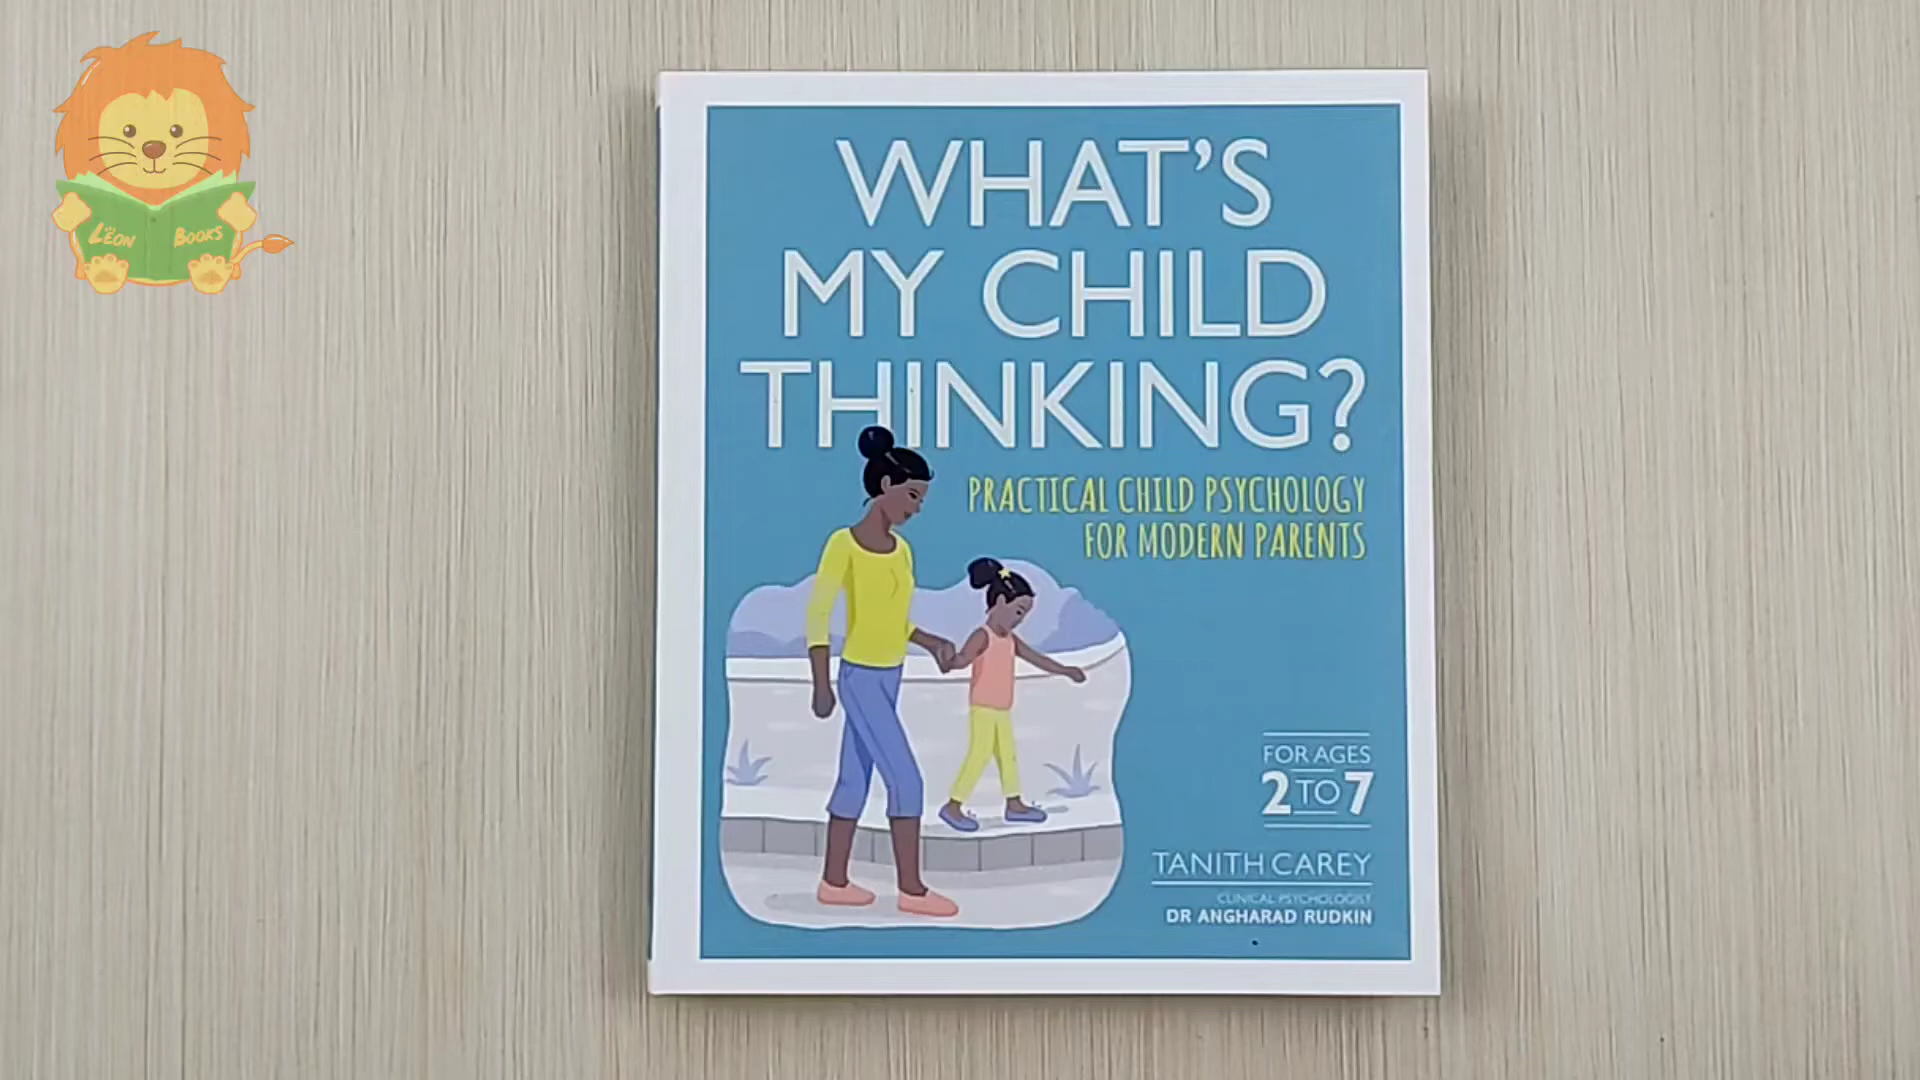 LEON BOOKS
WHAT'S
MY CHILD
THINKING?
PRACTICAL CHILD PSYCHOLOGY
FOR MODERN PARENTS
FOR AGES
2 TO 7
TANITH CAREY
CLINICAL PSYCHOLOGIST
DR ANGHARAD RUDKIN